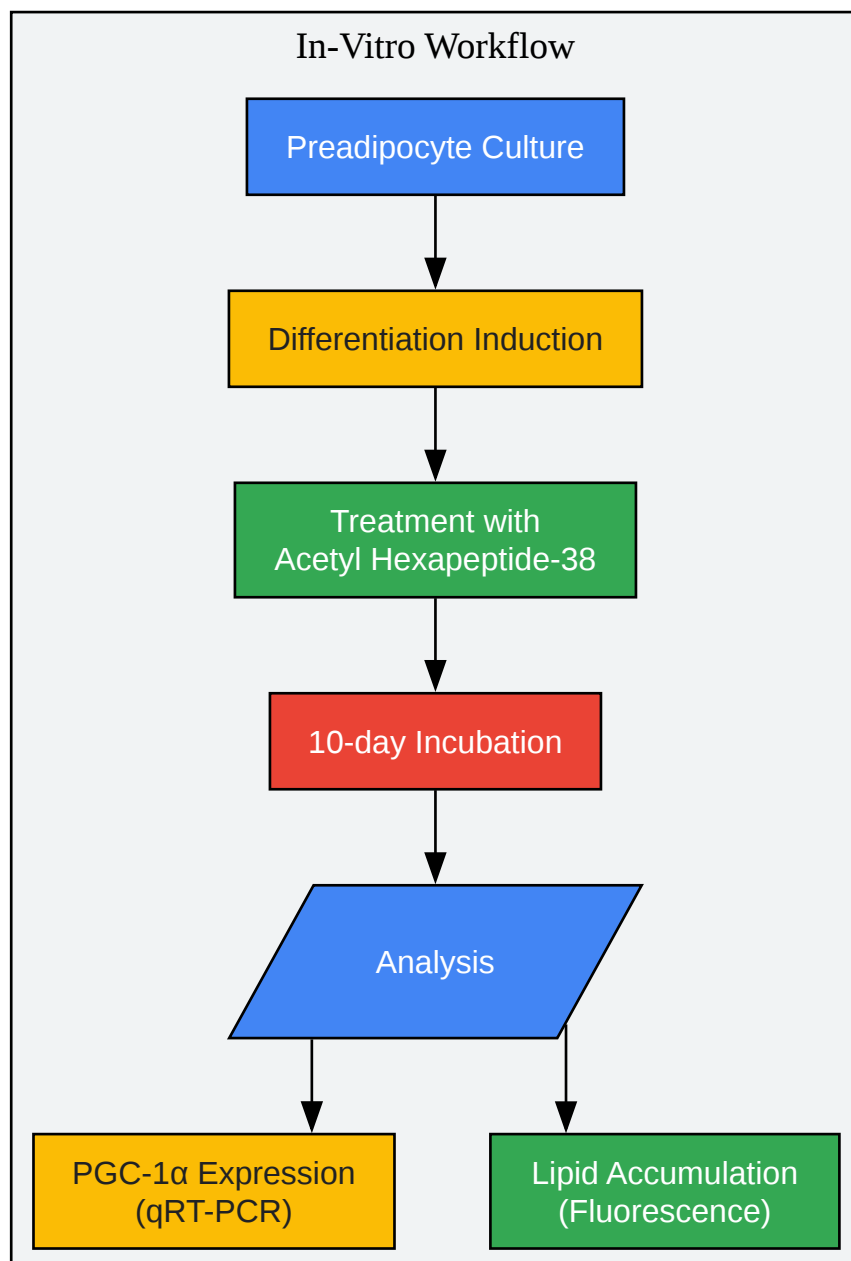 In-Vitro Workflow
Preadipocyte Culture
Differentiation Induction
Treatment with
Acetyl Hexapeptide-38
10-day Incubation
Analysis
PGC-1α Expression
(qRT-PCR)
Lipid Accumulation
(Fluorescence)